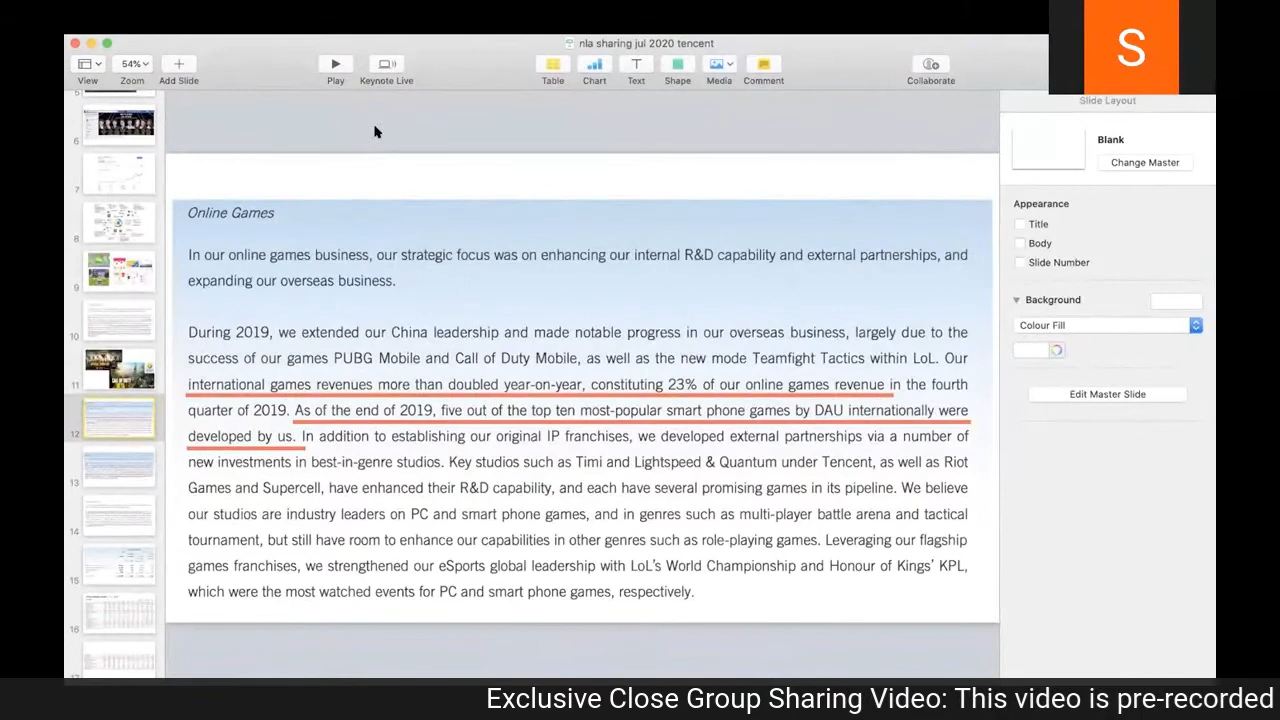 nla sharing jul 2020 tencent
S
54%
View
Zoom
Add Slide
Play
Keynote Live
Table
Chart
Text
Shape
Media
Comment
Collaborate
Slide Layout
Blank
Change Master
Appearance
Title
Body
Slide Number
Background
Colour Fill
Edit Master Slide
5
6
7
8
9
10
11
12
13
14
15
16
Online Games
In our online games business, our strategic focus was on enhancing our internal R&D capability and external partnerships, and
expanding our overseas business.
During 2019, we extended our China leadership and made notable progress in our overseas business, largely due to the
success of our games PUBG Mobile and Call of Duty Mobile, as well as the new mode Teamfight Tactics within LoL. Our
international games revenues more than doubled year-on-year, constituting 23% of our online games revenue in the fourth
quarter of 2019. As of the end of 2019, five out of the top ten most-popular smart phone games by DAU internationally were
developed by us. In addition to establishing our original IP franchises, we developed external partnerships via a number of
new investments in best-in-genre studios. Key studios such as Timi and Lightspeed & Quantum under Tencent, as well as Riot
Games and Supercell, have enhanced their R&D capability, and each have several promising games in its pipeline. We believe
our studios are industry leaders on PC and smart phone games, and in genres such as multi-player battle arena and tactical
tournament, but still have room to enhance our capabilities in other genres such as role-playing games. Leveraging our flagship
games franchises, we strengthened our eSports global leadership with LoL's World Championship and Honour of Kings' KPL,
which were the most watched events for PC and smart phone games, respectively.
Exclusive Close Group Sharing Video: This video is pre-recorded